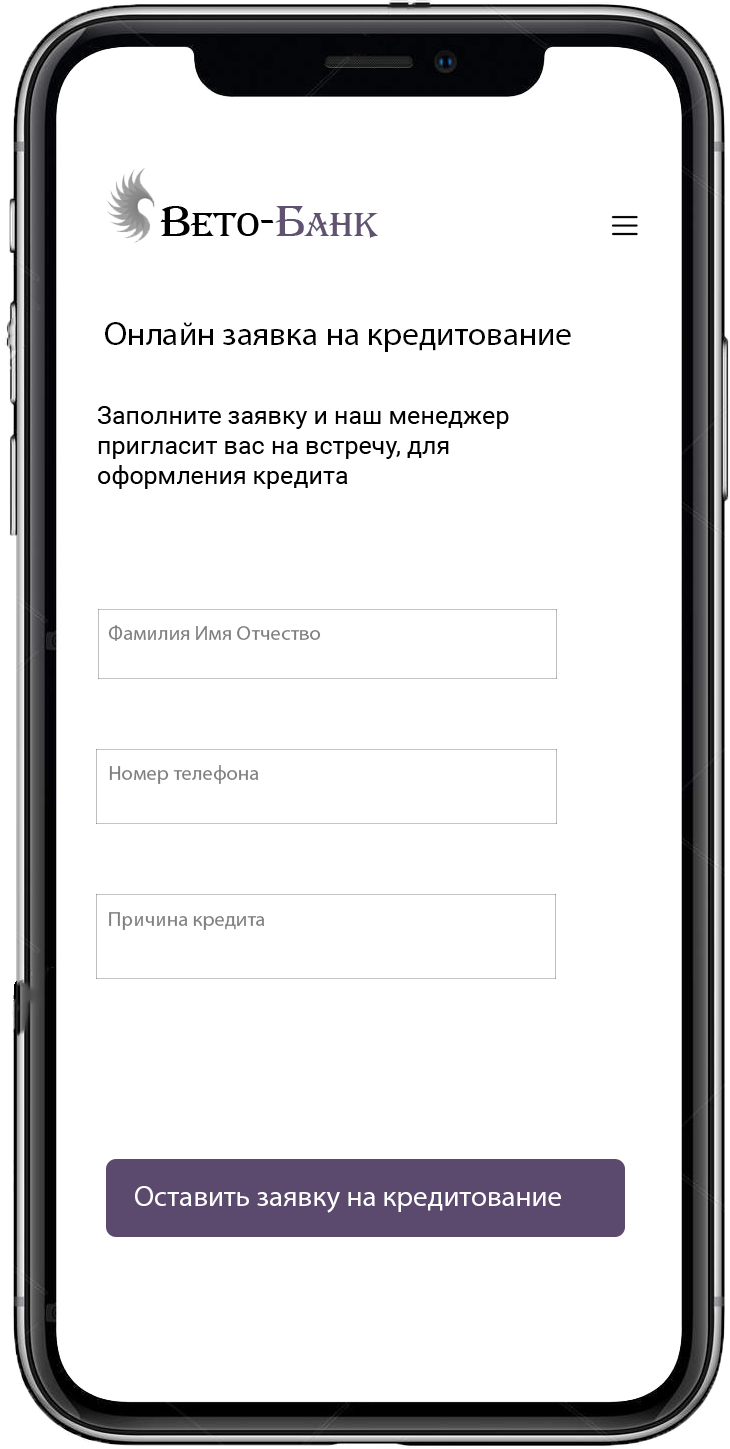 Вето-Банк
Онлайн заявка на кредитование
Заполните заявку и наш менеджер
пригласит вас на встречу, для
оформления кредита
Фамилия Имя Отчество
Номер телефона
Причина кредита
Оставить заявку на кредитование